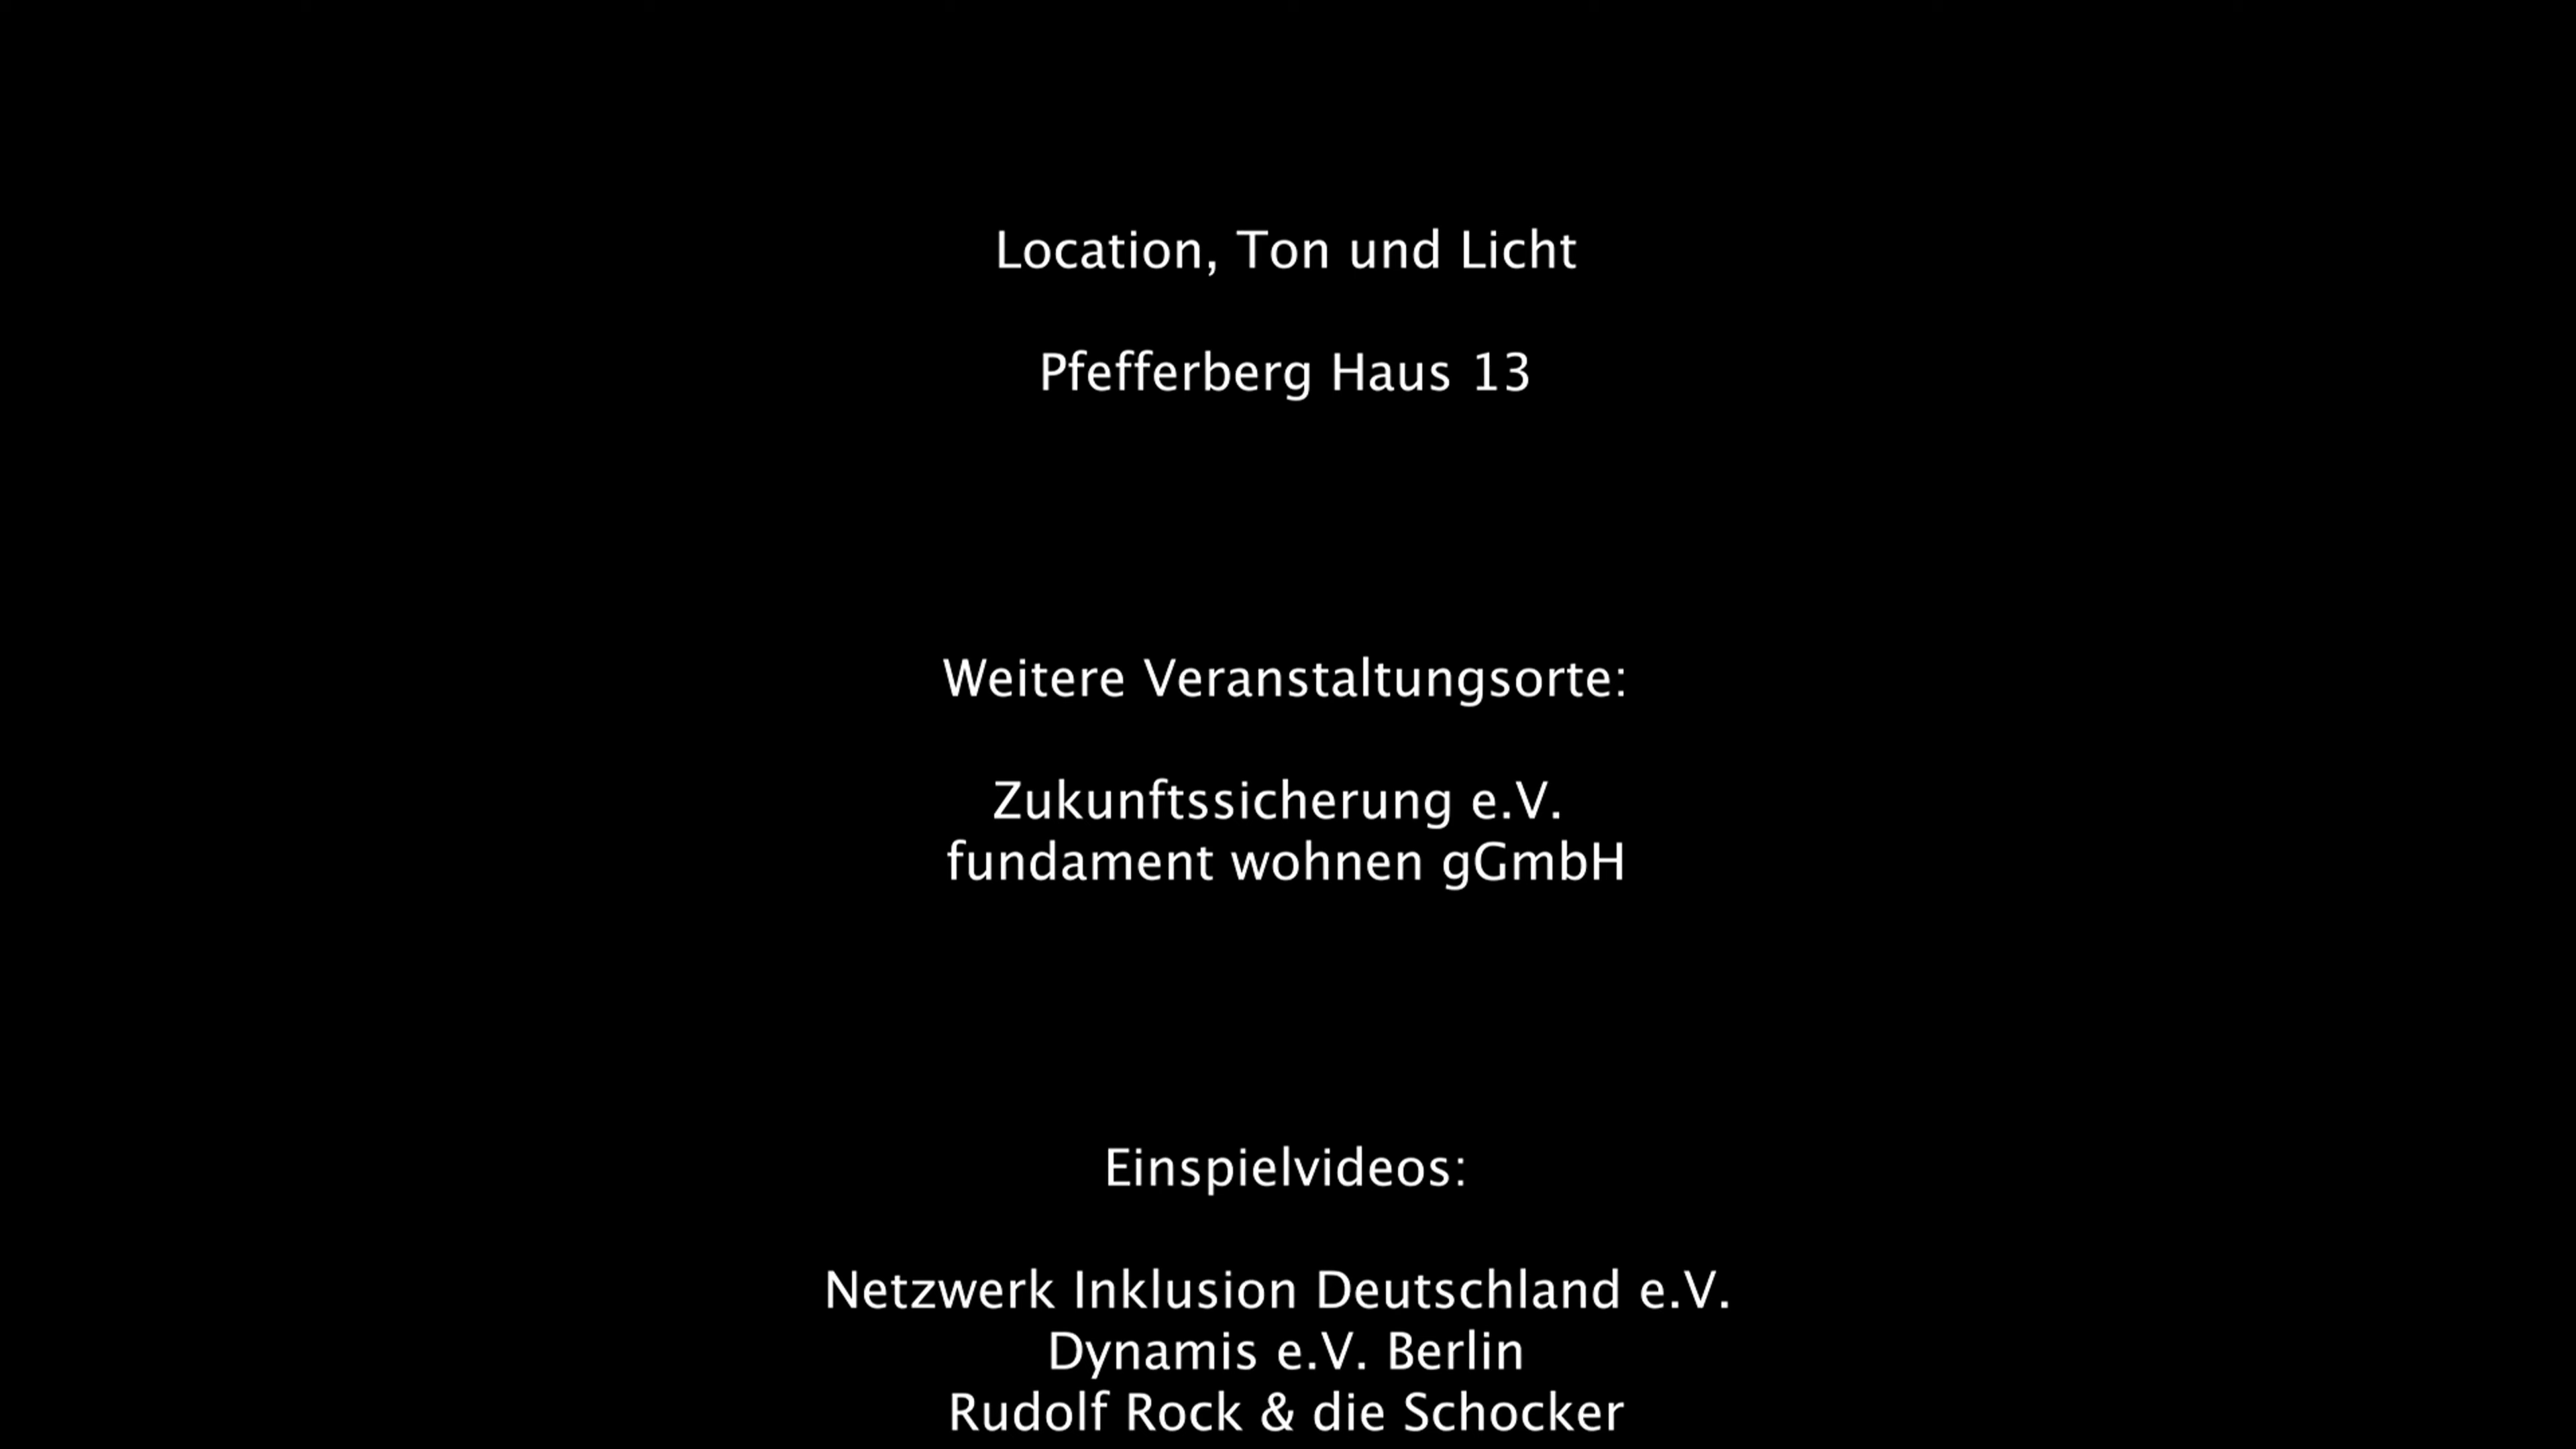 Location, Ton und Licht
Pfefferberg Haus 13
Weitere Veranstaltungsorte:
Zukunftssicherung e.V.
fundament wohnen gGmbH
Einspielvideos:
Netzwerk Inklusion Deutschland e.V.
Dynamis e.V. Berlin
Rudolf Rock & die Schocker